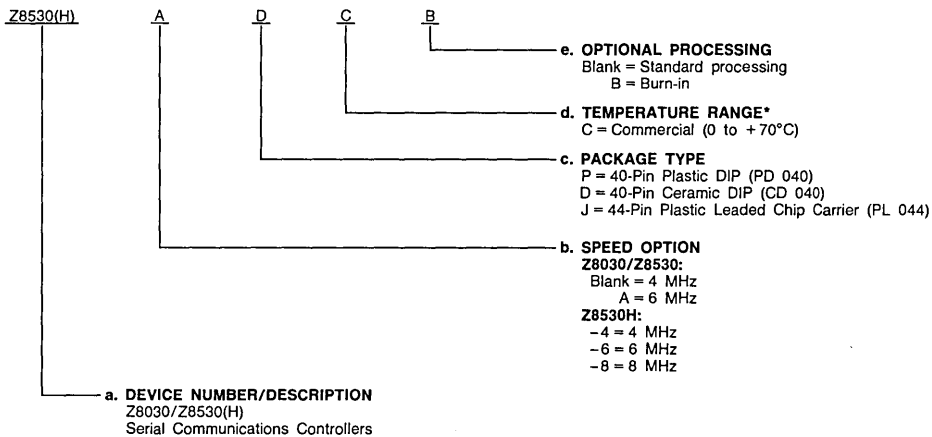 Z8530(H) A D C B
e. OPTIONAL PROCESSING
Blank = Standard processing
B = Burn-in
d. TEMPERATURE RANGE*
C = Commercial (0 to +70°C)
c. PACKAGE TYPE
P = 40-Pin Plastic DIP (PD 040)
D = 40-Pin Ceramic DIP (CD 040)
J = 44-Pin Plastic Leaded Chip Carrier (PL 044)
b. SPEED OPTION
Z8030/Z8530:
Blank = 4 MHz
A = 6 MHz
Z8530H:
-4 = 4 MHz
-6 = 6 MHz
-8 = 8 MHz
a. DEVICE NUMBER/DESCRIPTION
Z8030/Z8530(H)
Serial Communications Controllers